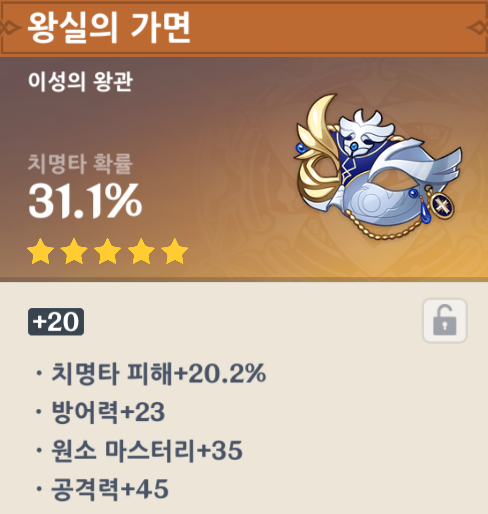 왕실의 가면
이성의 왕관
치명타 확률
31.1%
+20
· 치명타 피해+20.2%
· 방어력+23
· 원소 마스터리+35
· 공격력+45